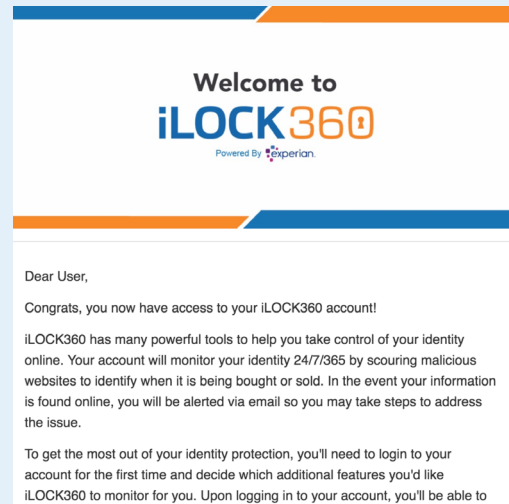 Welcome to
iLOCK360
Powered By experian.
Dear User,
Congrats, you now have access to your iLOCK360 account!
iLOCK360 has many powerful tools to help you take control of your identity
online. Your account will monitor your identity 24/7/365 by scouring malicious
websites to identify when it is being bought or sold. In the event your information
is found online, you will be alerted via email so you may take steps to address
the issue.
To get the most out of your identity protection, you'll need to login to your
account for the first time and decide which additional features you'd like
iLOCK360 to monitor for you. Upon logging in to your account, you'll be able to